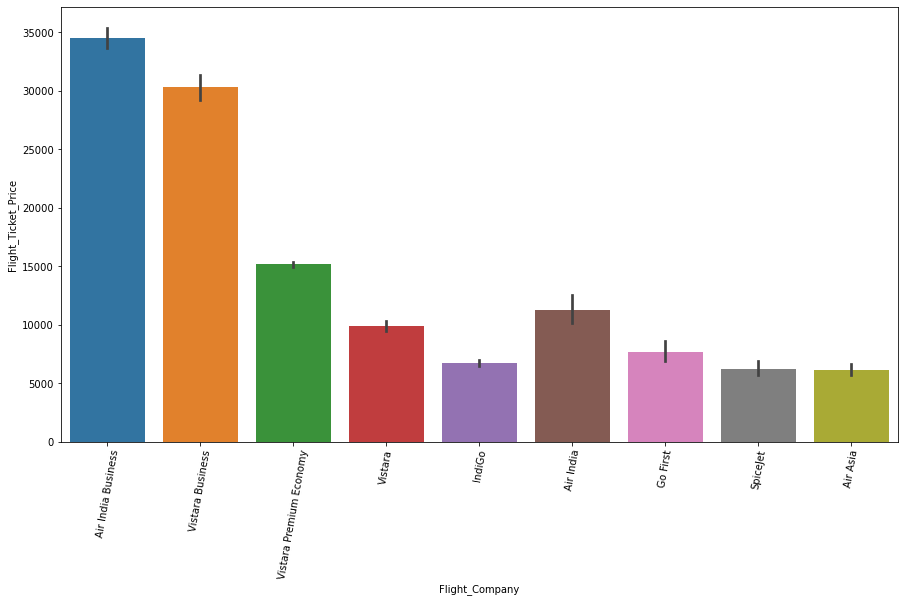 35000
30000
25000
20000
15000
10000
5000
0
Flight_Ticket_Price
Air India Business
Vistara Business
Vistara Premium Economy
Vistara
IndiGo
Air India
Go First
SpiceJet
Air Asia
Flight_Company